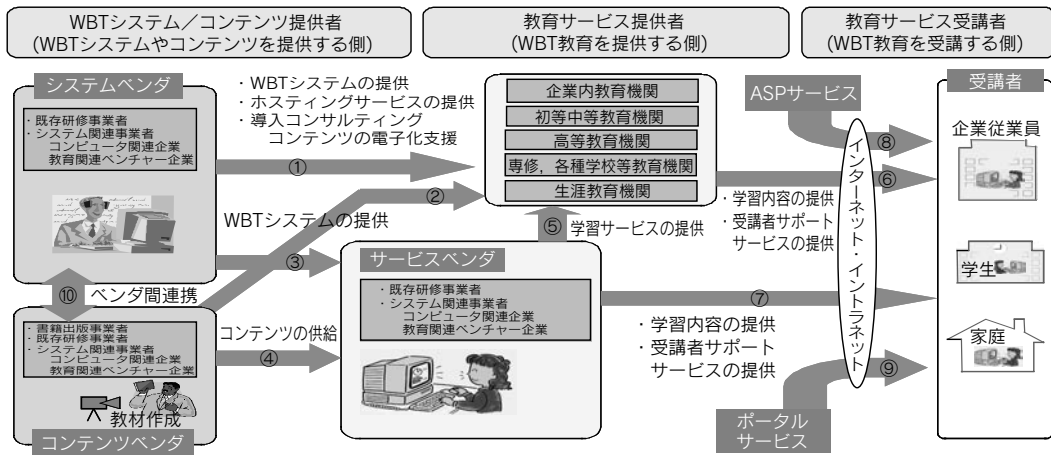 WBTシステム／コンテンツ提供者
(WBTシステムやコンテンツを提供する側)
教育サービス提供者
(WBT教育を提供する側)
教育サービス受講者
(WBT教育を受講する側)
システムベンダ
・既存研修事業者
・システム関連事業者
コンピュータ関連企業
教育関連ベンチャー企業
・WBTシステムの提供
・ホスティングサービスの提供
・導入コンサルティング
コンテンツの電子化支援
①
②
WBTシステムの提供
③
⑩ ベンダ間連携
・書籍出版事業者
・既存研修事業者
・システム関連事業者
コンピュータ関連企業
教育関連ベンチャー企業
教材作成
コンテンツベンダ
コンテンツの供給
④
企業内教育機関
初等中等教育機関
高等教育機関
専修，各種学校等教育機関
生涯教育機関
⑤ 学習サービスの提供
サービスベンダ
・既存研修事業者
・システム関連事業者
コンピュータ関連企業
教育関連ベンチャー企業
ASPサービス
⑧
⑥
・学習内容の提供
・受講者サポート
サービスの提供
⑦
・学習内容の提供
・受講者サポート
サービスの提供
インターネット・イントラネット
⑨
ポータル
サービス
受講者
企業従業員
学生
家庭